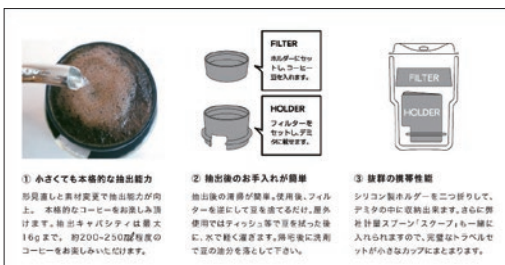 FILTER
ホルダーにセッ
トし、コーヒー
豆を入れます。
HOLDER
フィルターを
セットし、デミ
タに載せます。
FILTER
HOLDER
① 小さくても本格的な抽出能力
形見直しと素材変更で抽出能力が向
上。 本格的なコーヒーをお楽しみ頂
けます。抽出キャパシティは最大
16gまで。 約200~250㎖程度の
コーヒーをお楽しみいただけます。
② 抽出後のお手入れが簡単
抽出後の清掃が簡単。使用後、フィル
ターを逆にして豆を捨てるだけ。屋外
使用ではティッシュ等で豆を拭った後
に、水で軽く濯ぎます。帰宅後に洗剤
で豆の油分を落として下さい。
③ 抜群の携帯性能
シリコン製ホルダーを二つ折りして、
デミタの中に収納出来ます。さらに弊
社計量スプーン「スクープ」も一緒に
入れられますので、完璧なトラベルセ
ットが小さなカップにまとまります。